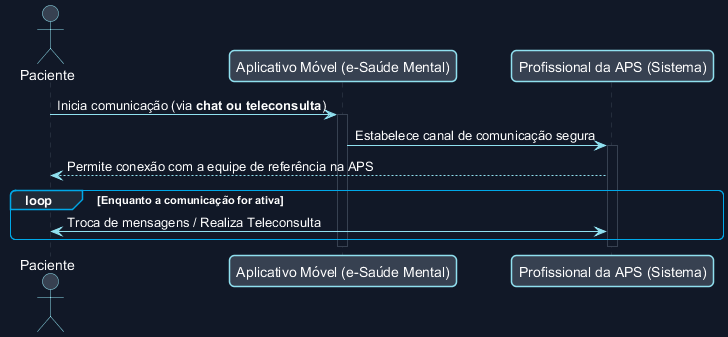 Paciente
Aplicativo Móvel (e-Saúde Mental)
Profissional da APS (Sistema)
Inicia comunicação (via chat ou teleconsulta)
Estabelece canal de comunicação segura
Permite conexão com a equipe de referência na APS
loop
[Enquanto a comunicação for ativa]
Troca de mensagens / Realiza Teleconsulta
Paciente
Aplicativo Móvel (e-Saúde Mental)
Profissional da APS (Sistema)